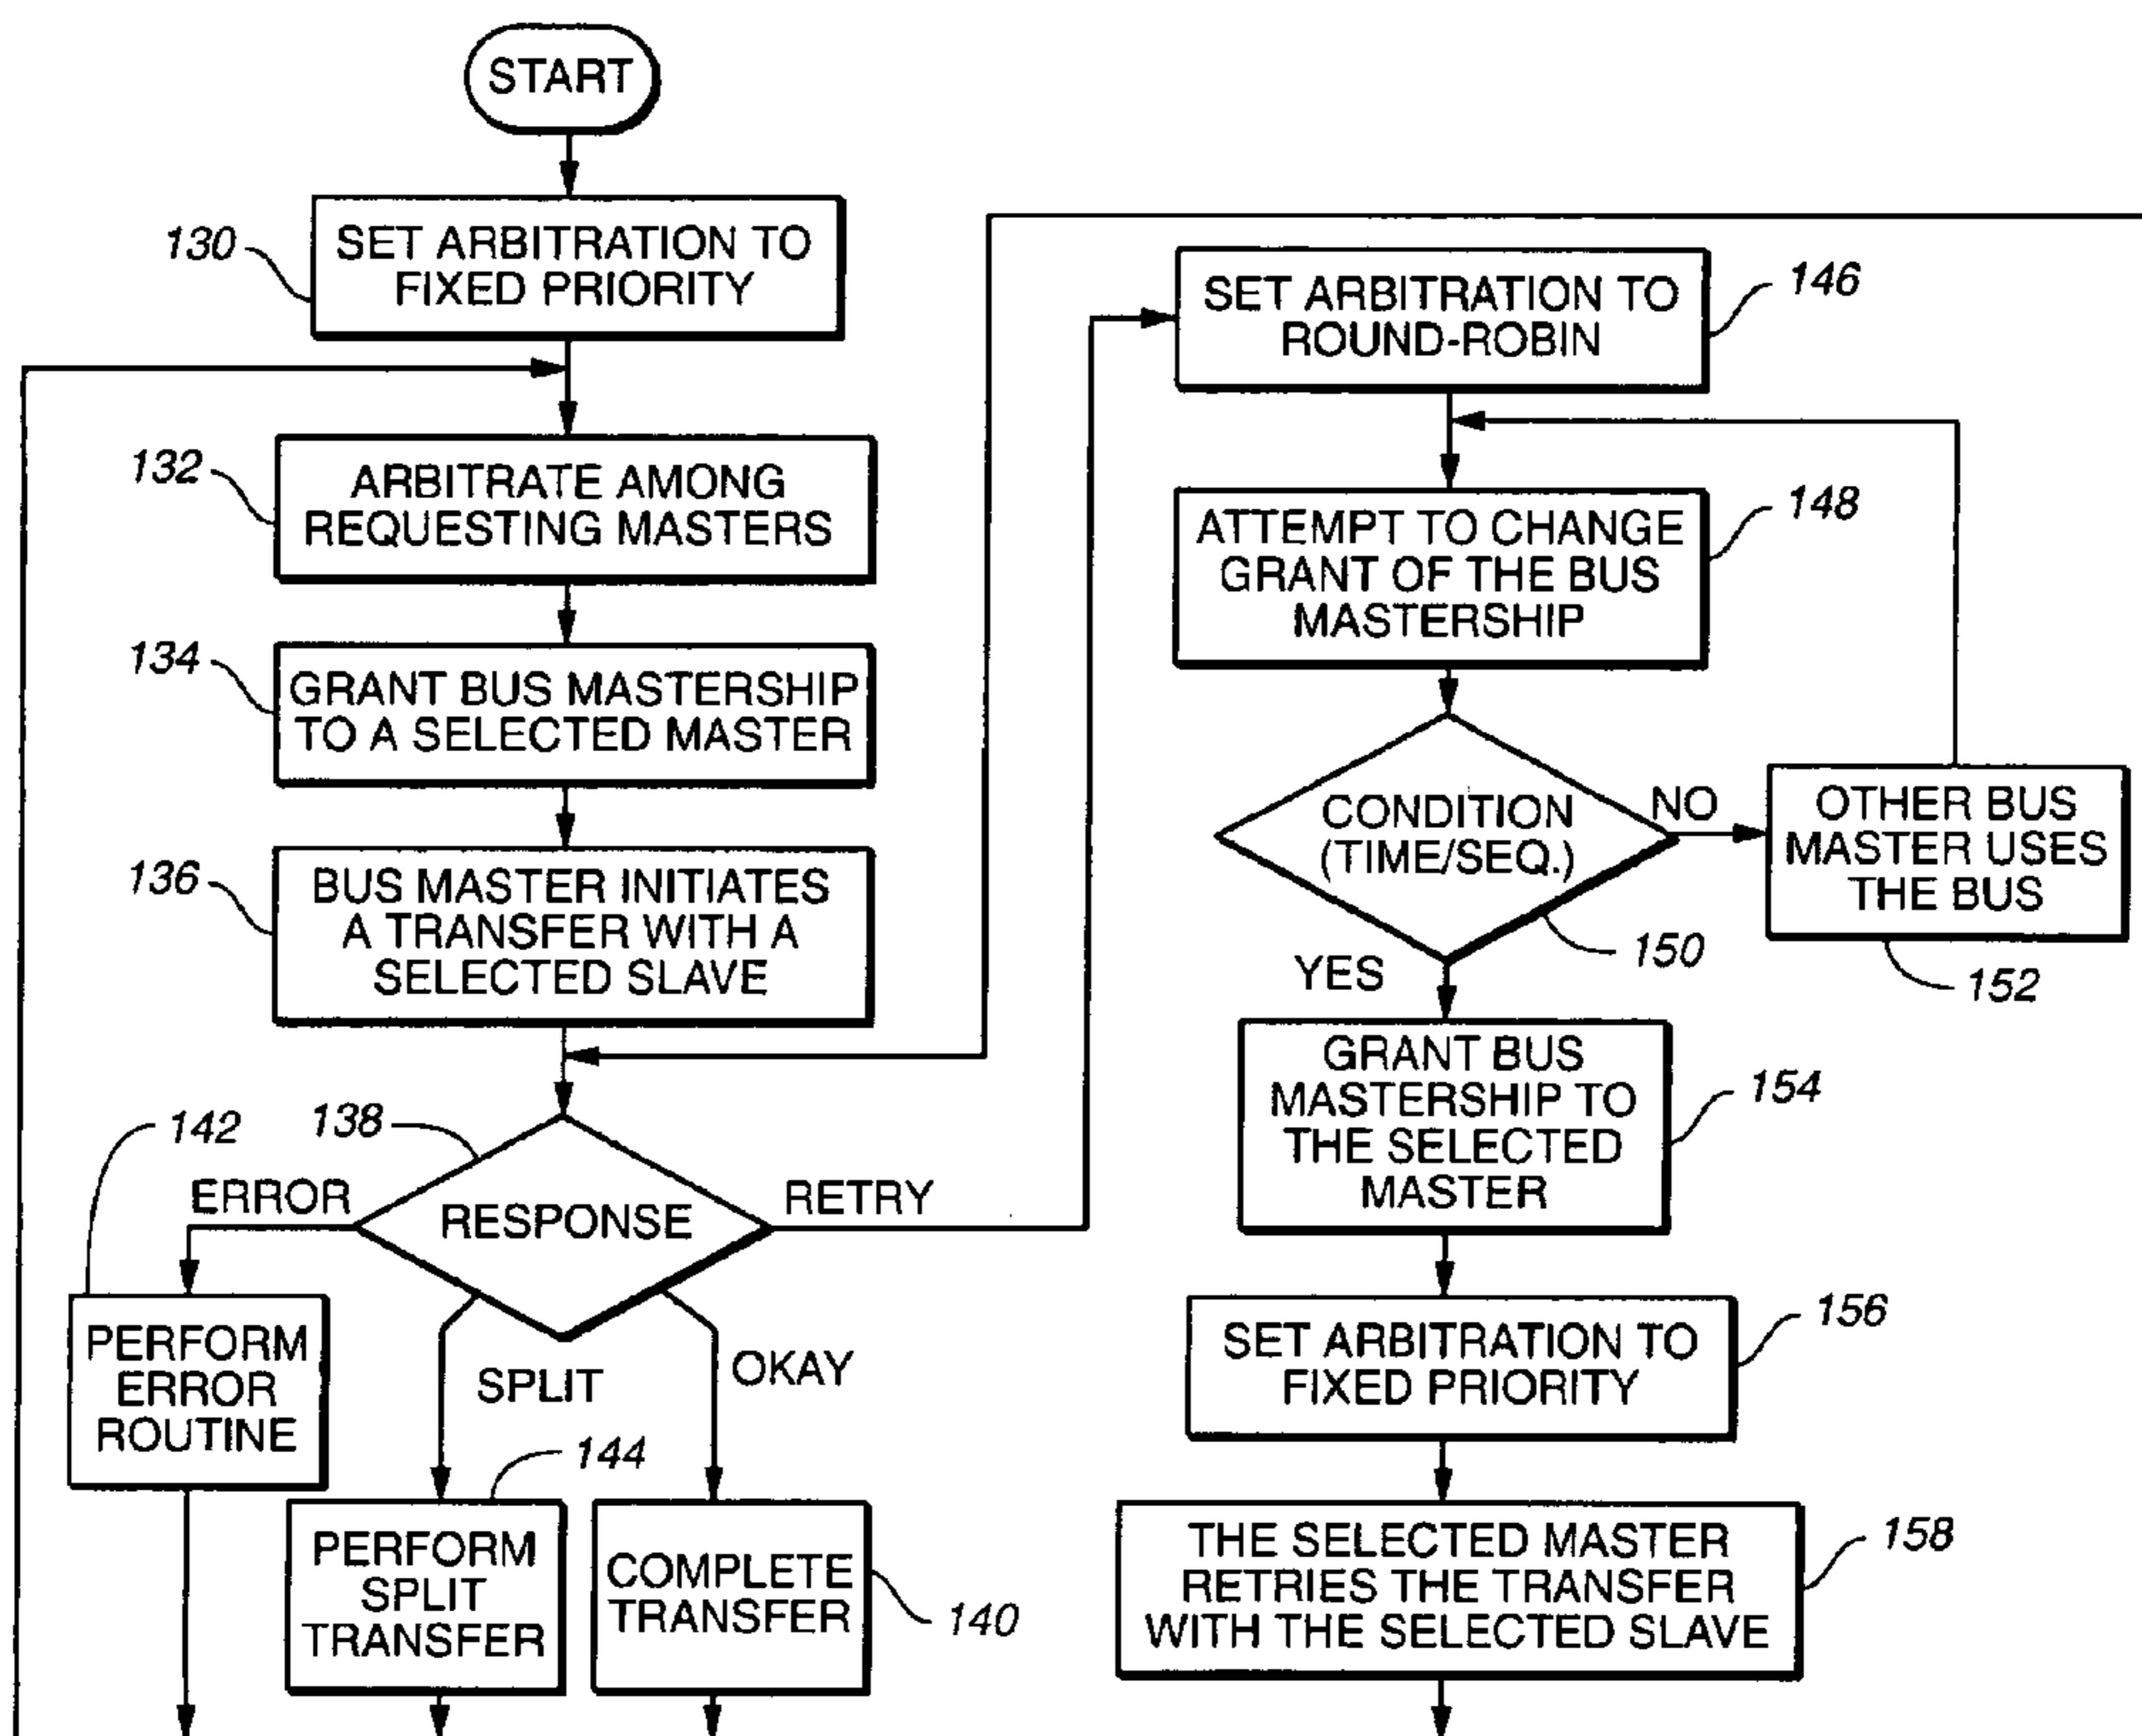 START
130
SET ARBITRATION TO
FIXED PRIORITY
132
ARBITRATE AMONG
REQUESTING MASTERS
134
GRANT BUS MASTERSHIP
TO A SELECTED MASTER
136
BUS MASTER INITIATES
A TRANSFER WITH A
SELECTED SLAVE
138
RESPONSE
ERROR
RETRY
SPLIT
OKAY
142
PERFORM
ERROR
ROUTINE
144
PERFORM
SPLIT
TRANSFER
COMPLETE
TRANSFER
140
SET ARBITRATION TO
ROUND-ROBIN
146
ATTEMPT TO CHANGE
GRANT OF THE BUS
MASTERSHIP
148
CONDITION
(TIME/SEQ.)
150
NO
OTHER BUS
MASTER USES
THE BUS
152
YES
GRANT BUS
MASTERSHIP TO
THE SELECTED
MASTER
154
SET ARBITRATION TO
FIXED PRIORITY
156
THE SELECTED MASTER
RETRIES THE TRANSFER
WITH THE SELECTED SLAVE
158